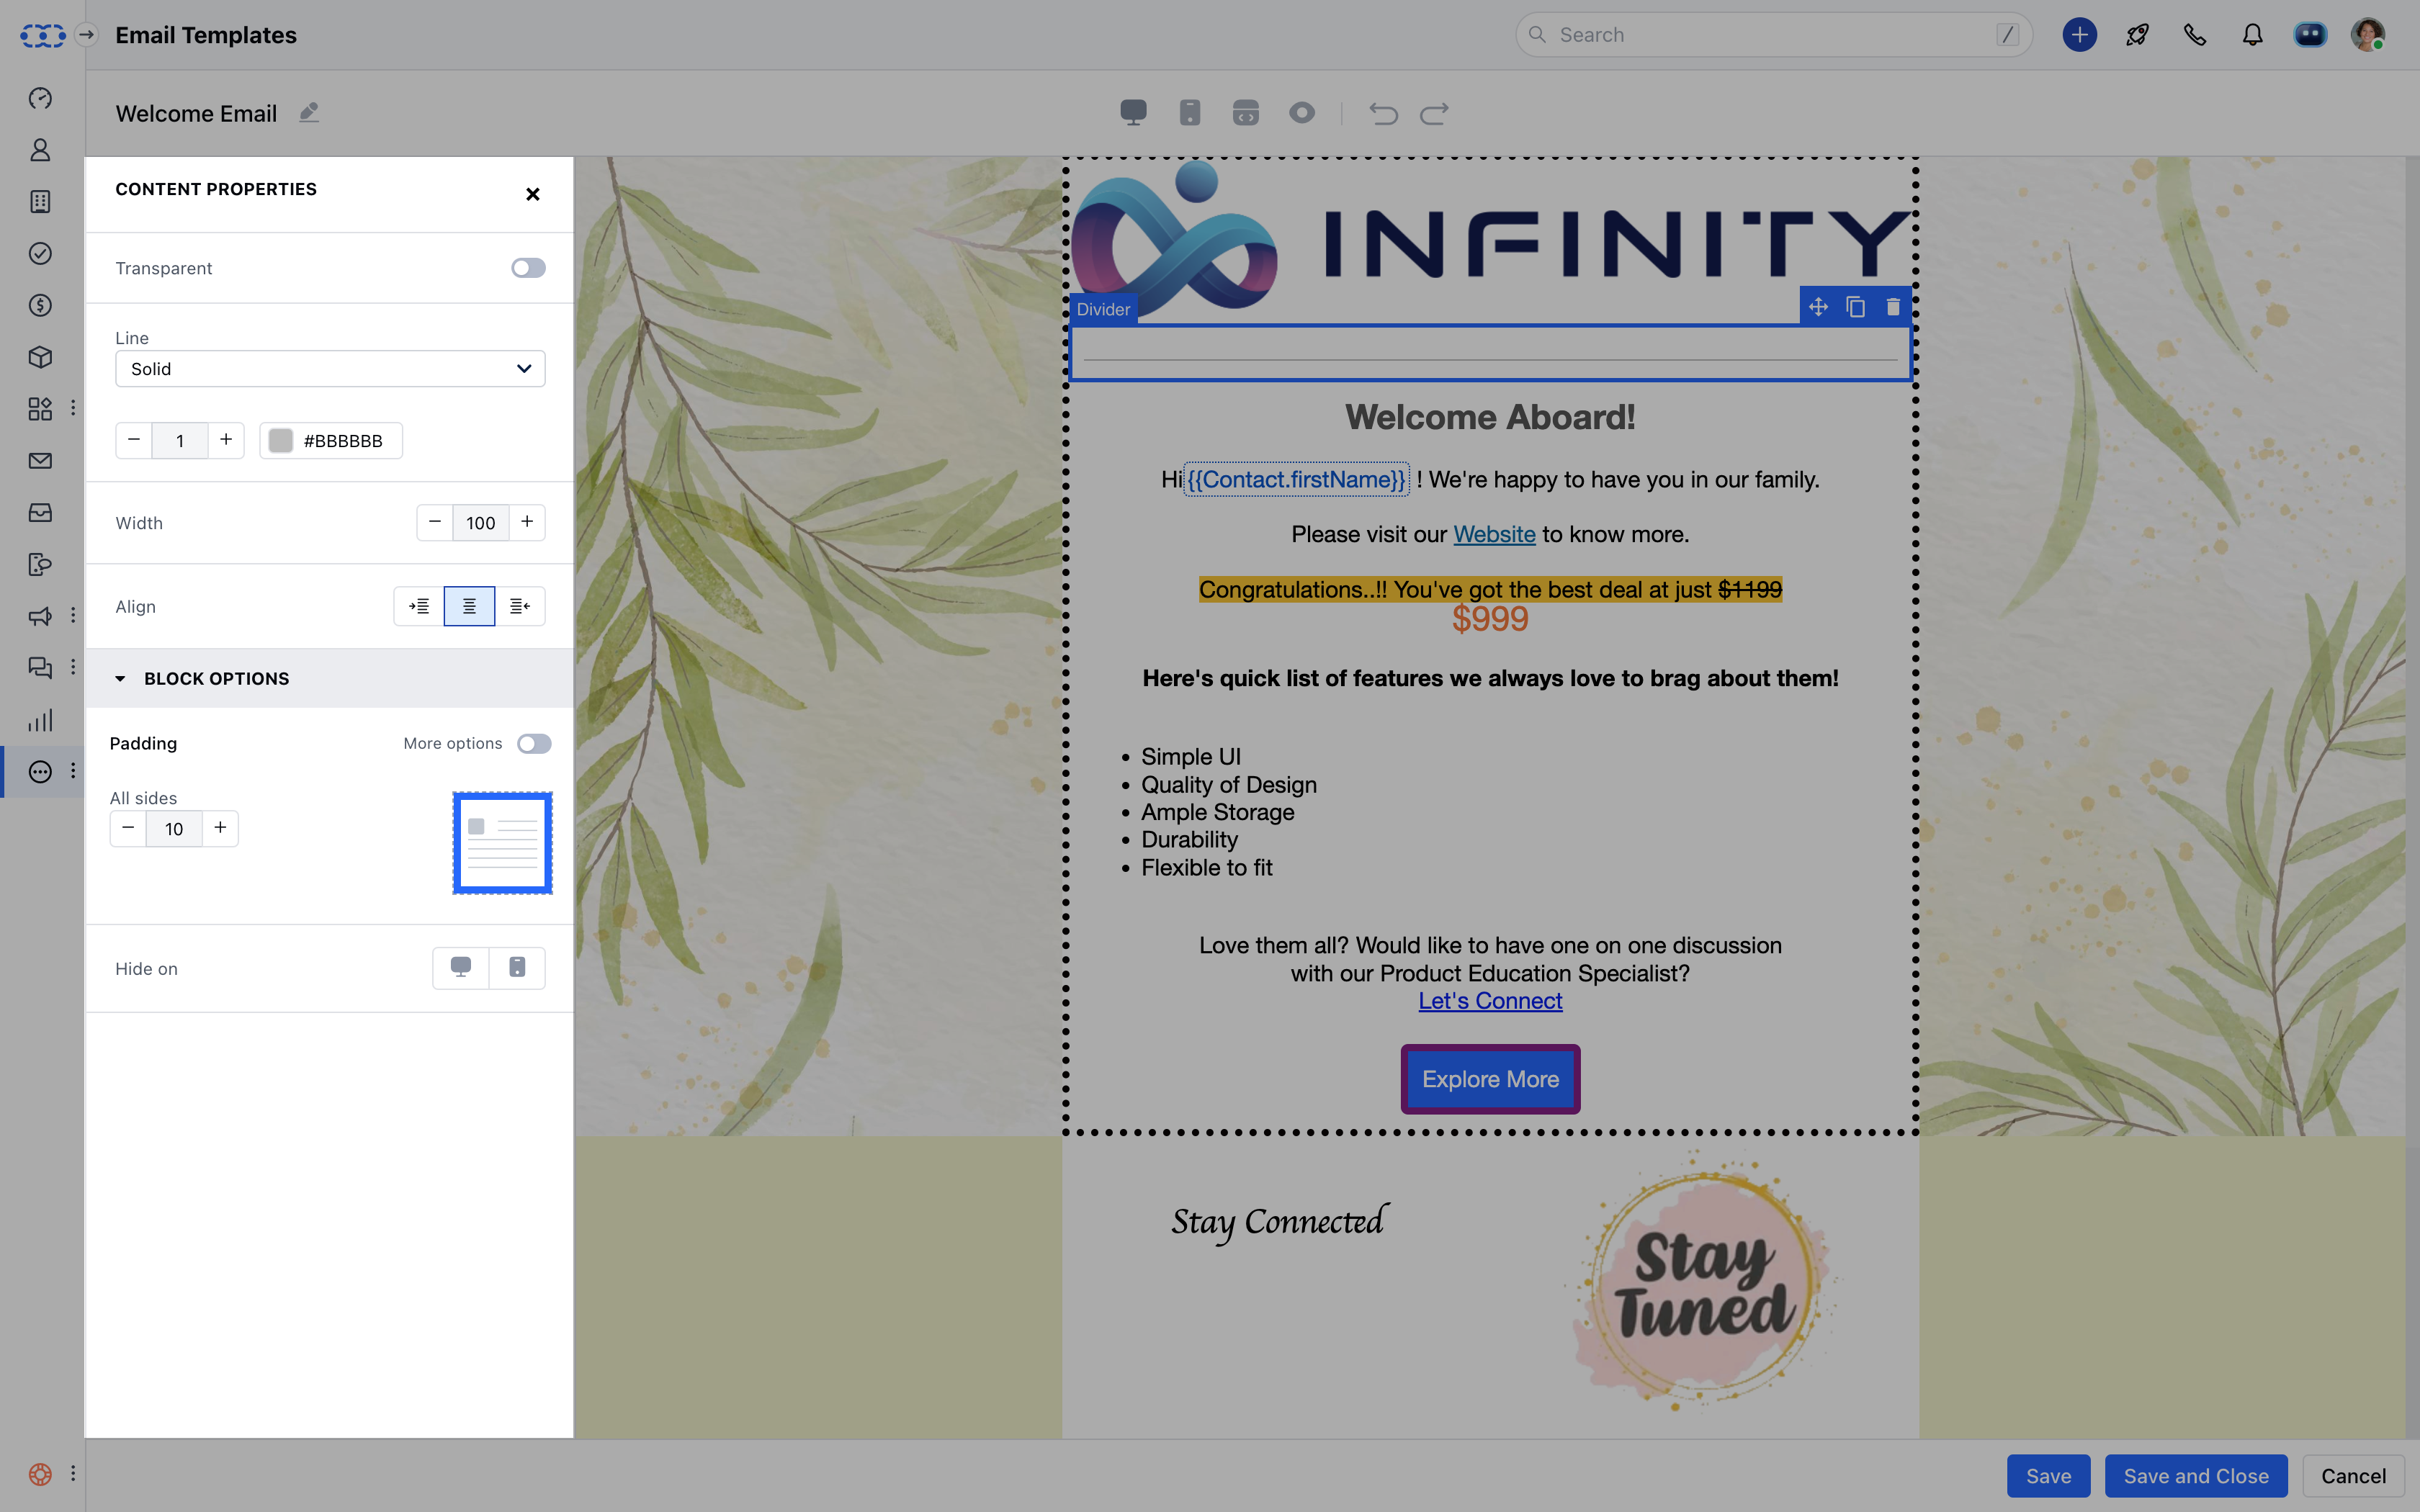 Email Templates
Search
/
Welcome Email
CONTENT PROPERTIES
Transparent
Line
Solid
1
#BBBBBB
Width
100
Align
BLOCK OPTIONS
Padding
More options
All sides
10
Hide on
INFINITY
Divider
Welcome Aboard!
Hi {{Contact.firstName}} ! We're happy to have you in our family.
Please visit our Website to know more.
Congratulations..!! You've got the best deal at just $1199
$999
Here's quick list of features we always love to brag about them!
Simple UI
Quality of Design
Ample Storage
Durability
Flexible to fit
Love them all? Would like to have one on one discussion
with our Product Education Specialist?
Let's Connect
Explore More
Stay Connected
Stay
Tuned
Save
Save and Close
Cancel